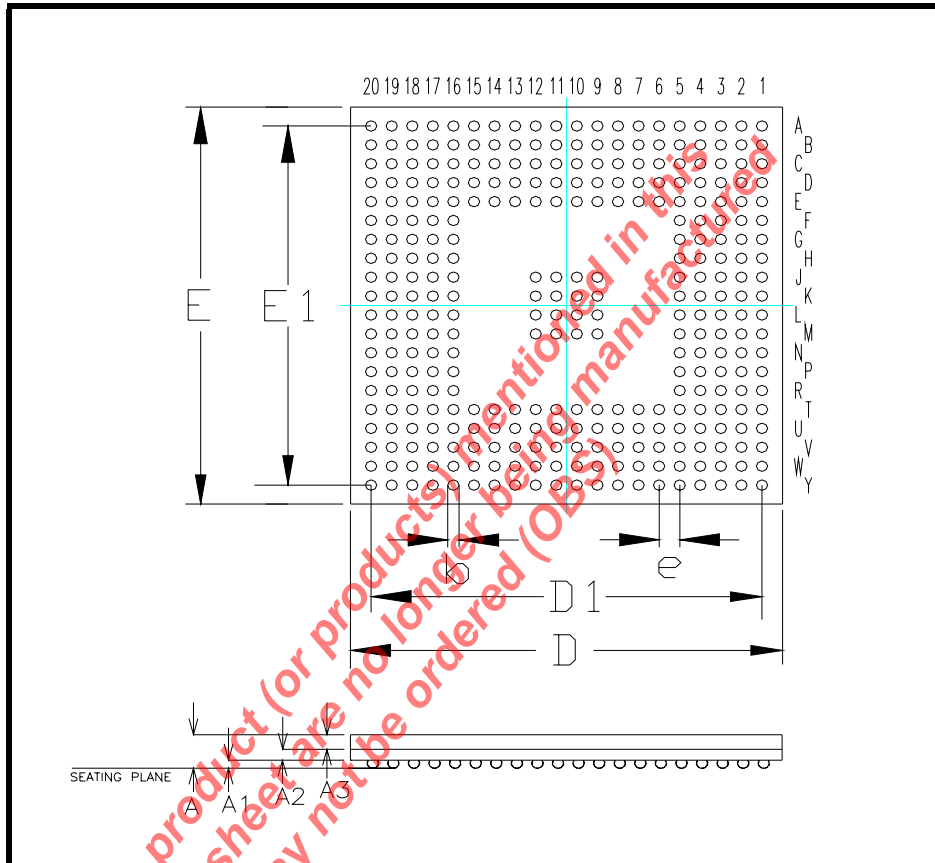 20 19 18 17 16 15 14 13 12 11 10 9 8 7 6 5 4 3 2 1
A
B
C
D
E
F
G
H
J
K
L
M
N
P
R
T
U
V
W
Y
E
E1
b
e
D1
D
SEATING PLANE
A
A1
A2
A3
product (or products) mentioned in this
sheet are no longer being manufactured
may not be ordered (OBS)